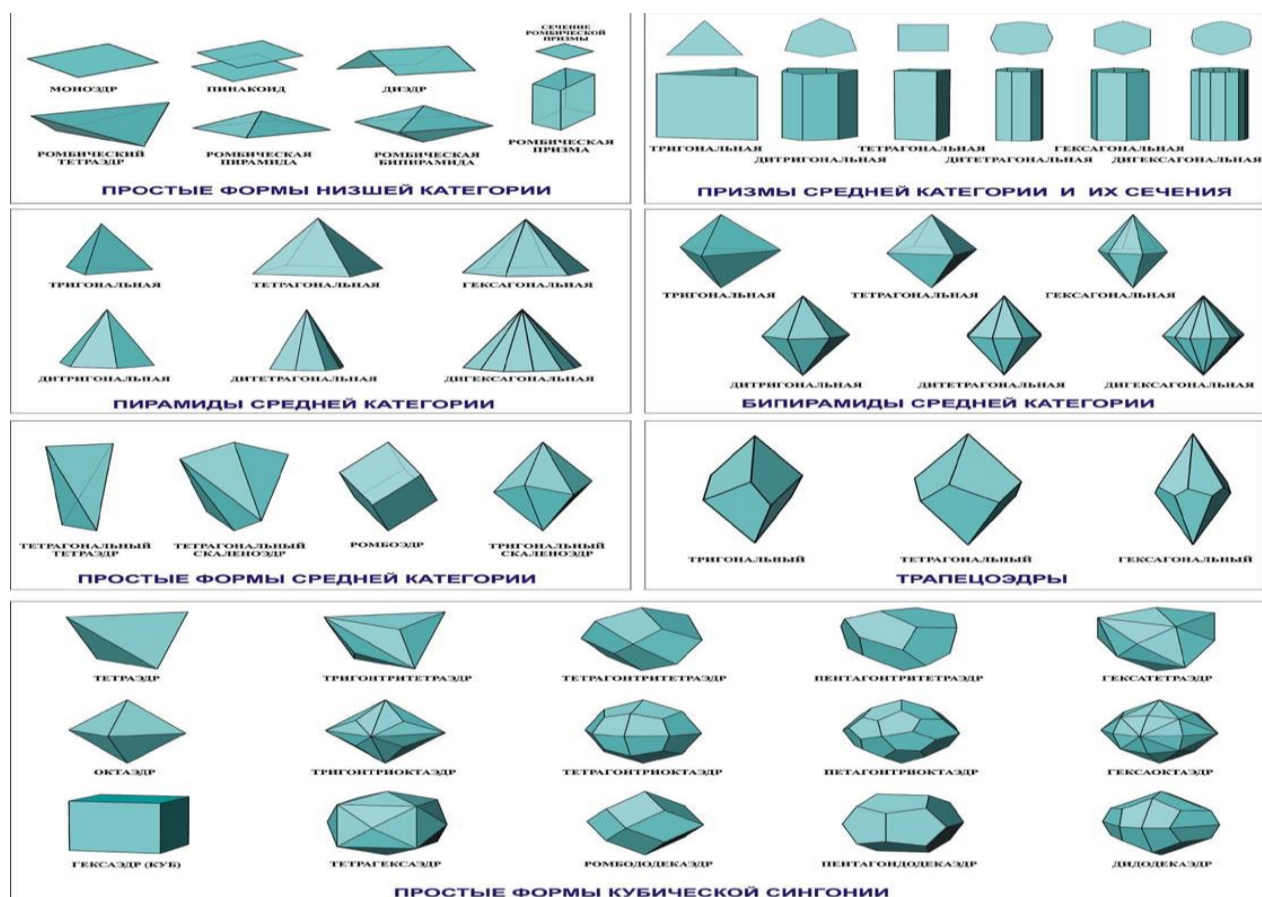 СЕЧЕНИЕ
РОМБИЧЕСКОЙ
ПРИЗМЫ
МОНОЭДР
ПИНАКОИД
ДИЭДР
РОМБИЧЕСКИЙ
ТЕТРАЭДР
РОМБИЧЕСКАЯ
БИПИРАМИДА
РОМБИЧЕСКАЯ
БИПИРАМИДА
РОМБИЧЕСКАЯ
ПРИЗМА
ПРОСТЫЕ ФОРМЫ НИЗШЕЙ КАТЕГОРИИ
ТРИГОНАЛЬНАЯ
ТЕТРАГОНАЛЬНАЯ
ГЕКСАГОНАЛЬНАЯ
ДИТРИГОНАЛЬНАЯ
ДИТЕТРАГОНАЛЬНАЯ
ДИГЕКСАГОНАЛЬНАЯ
ПРИЗМЫ СРЕДНЕЙ КАТЕГОРИИ И ИХ СЕЧЕНИЯ
ТРИГОНАЛЬНАЯ
ТЕТРАГОНАЛЬНАЯ
ГЕКСАГОНАЛЬНАЯ
ДИТРИГОНАЛЬНАЯ
ДИТЕТРАГОНАЛЬНАЯ
ДИГЕКСАГОНАЛЬНАЯ
ПИРАМИДЫ СРЕДНЕЙ КАТЕГОРИИ
ТРИГОНАЛЬНАЯ
ТЕТРАГОНАЛЬНАЯ
ГЕКСАГОНАЛЬНАЯ
ДИТРИГОНАЛЬНАЯ
ДИТЕТРАГОНАЛЬНАЯ
ДИГЕКСАГОНАЛЬНАЯ
БИПИРАМИДЫ СРЕДНЕЙ КАТЕГОРИИ
ТЕТРАГОНАЛЬНЫЙ
ТЕТРАЭДР
ТЕТРАГОНАЛЬНЫЙ
СКАЛЕНОЭДР
РОМБОЭДР
ТРИГОНАЛЬНЫЙ
СКАЛЕНОЭДР
ПРОСТЫЕ ФОРМЫ СРЕДНЕЙ КАТЕГОРИИ
ТРИГОНАЛЬНЫЙ
ТЕТРАГОНАЛЬНЫЙ
ГЕКСАГОНАЛЬНЫЙ
ТРАПЕЦОЭДРЫ
ТЕТРАЭДР
ТРИГОНТРИТЕТРАЭДР
ТЕТРАГОНТРИТЕТРАЭДР
ПЕНТАГОНТРИТЕТРАЭДР
ГЕКСАТЕТРАЭДР
ОКТАЭДР
ТРИГОНТРИОКТАЭДР
ТЕТРАГОНТРИОКТАЭДР
ПЕТАГОНТРИОКТАЭДР
ГЕКСАОКТАЭДР
ГЕКСАЭДР (КУБ)
ТЕТРАГЕКСАЭДР
РОМБОДОДЕКАЭДР
ПЕНТАГОНДОДЕКАЭДР
ДИДОДЕКАЭДР
ПРОСТЫЕ ФОРМЫ КУБИЧЕСКОЙ СИНГОНИИ